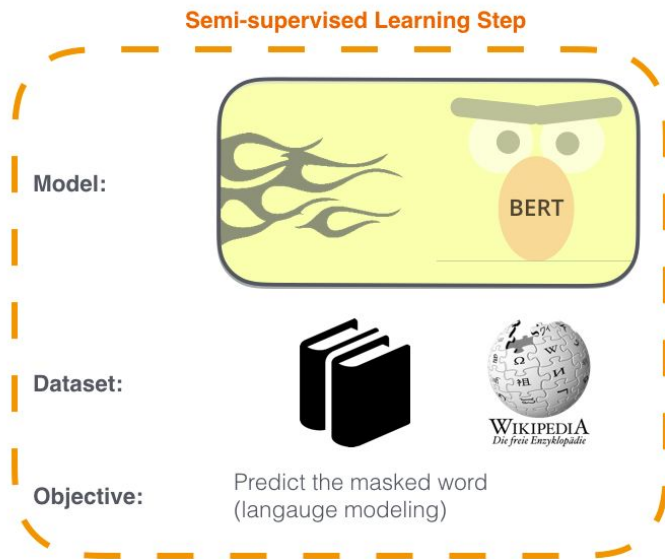 Semi-supervised Learning Step
Model:
BERT
Dataset:
WIKIPEDIA
Die freie Enzyklopädie
Objective:
Predict the masked word
(langauge modeling)